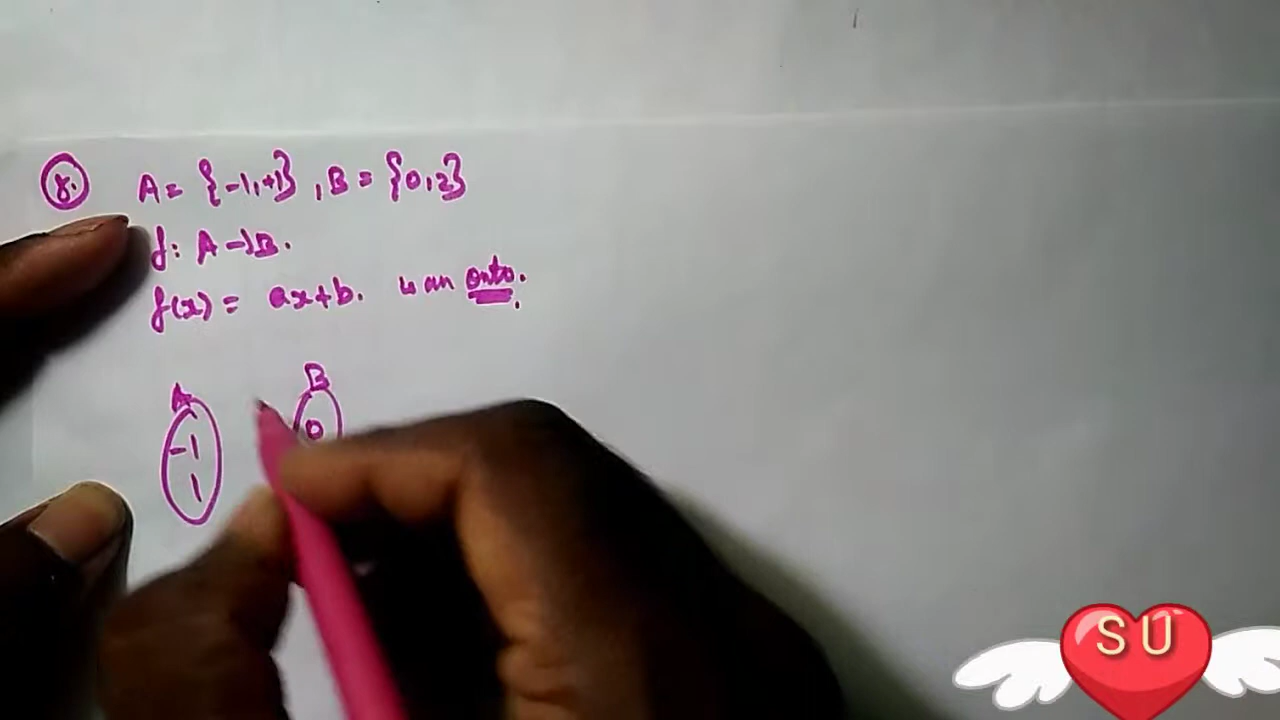 8. A = {-1,+1}, B = {0,2}
f: A→B.
f(x) = ax+b. is an onto.
A B
-1 0
1
SU